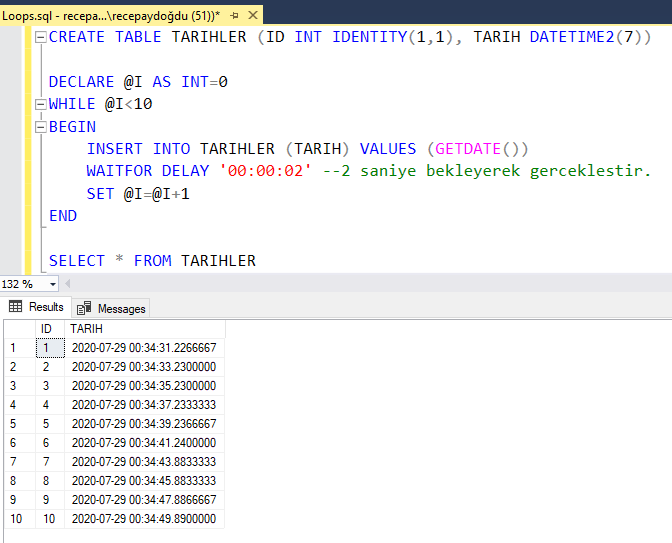 Loops.sql - recepa...\recepaydoğdu (51))*
CREATE TABLE TARIHLER (ID INT IDENTITY(1,1), TARIH DATETIME2(7))
DECLARE @I AS INT=0
WHILE @I<10
BEGIN
INSERT INTO TARIHLER (TARIH) VALUES (GETDATE())
WAITFOR DELAY '00:00:02' --2 saniye bekleyerek gerceklestir.
SET @I=@I+1
END
SELECT * FROM TARIHLER
132 %
Results Messages
ID TARIH
1 1 2020-07-29 00:34:31.2266667
2 2 2020-07-29 00:34:33.2300000
3 3 2020-07-29 00:34:35.2300000
4 4 2020-07-29 00:34:37.2333333
5 5 2020-07-29 00:34:39.2366667
6 6 2020-07-29 00:34:41.2400000
7 7 2020-07-29 00:34:43.8833333
8 8 2020-07-29 00:34:45.8833333
9 9 2020-07-29 00:34:47.8866667
10 10 2020-07-29 00:34:49.8900000